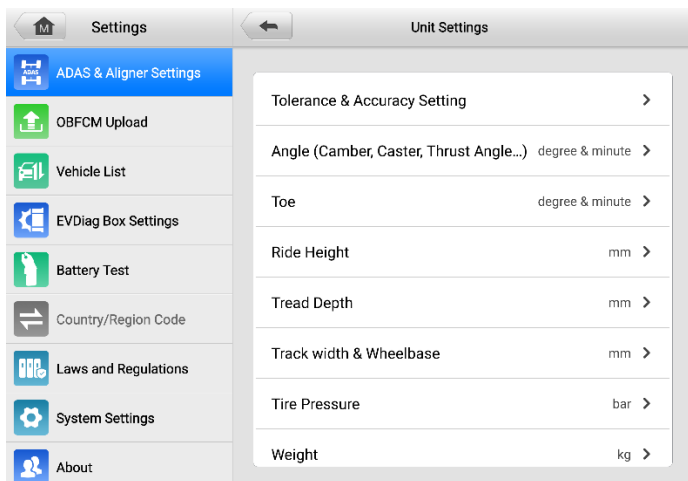 M
Settings
Unit Settings
ADAS
ADAS & Aligner Settings
OBFCM Upload
Vehicle List
EVDiag Box Settings
Battery Test
Country/Region Code
Laws and Regulations
System Settings
About
Tolerance & Accuracy Setting
Angle (Camber, Caster, Thrust Angle...) degree & minute
Toe degree & minute
Ride Height mm
Tread Depth mm
Track width & Wheelbase mm
Tire Pressure bar
Weight kg